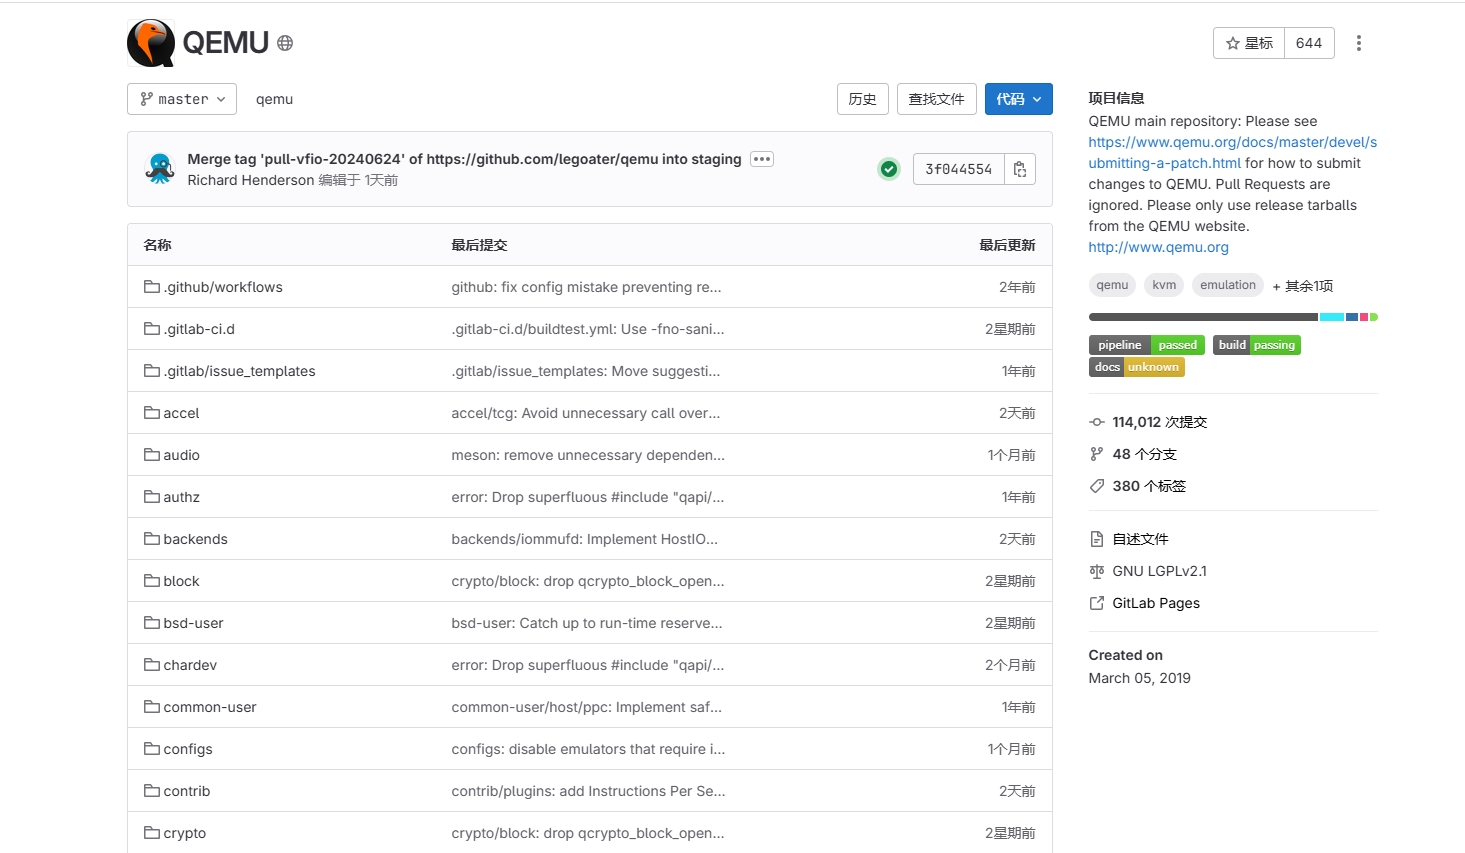 QEMU
星标 644
master qemu
历史 查找文件 代码
Merge tag 'pull-vfio-20240624' of https://github.com/legoater/qemu into staging
Richard Henderson 编辑于 1天前
3f044554
名称 最后提交 最后更新
.github/workflows github: fix config mistake preventing re... 2年前
.gitlab-ci.d .gitlab-ci.d/buildtest.yml: Use -fno-sani... 2星期前
.gitlab/issue_templates .gitlab/issue_templates: Move suggesti... 1年前
accel accel/tcg: Avoid unnecessary call over... 2天前
audio meson: remove unnecessary dependen... 1个月前
authz error: Drop superfluous #include "qapi/... 1年前
backends backends/iommufd: Implement HostIO... 2天前
block crypto/block: drop qcrypto_block_open... 2星期前
bsd-user bsd-user: Catch up to run-time reserve... 2星期前
chardev error: Drop superfluous #include "qapi/... 2个月前
common-user common-user/host/ppc: Implement saf... 1年前
configs configs: disable emulators that require i... 1个月前
contrib contrib/plugins: add Instructions Per Se... 2天前
crypto crypto/block: drop qcrypto_block_open... 2星期前
项目信息
QEMU main repository: Please see
https://www.qemu.org/docs/master/devel/s
ubmitting-a-patch.html for how to submit
changes to QEMU. Pull Requests are
ignored. Please only use release tarballs
from the QEMU website.
http://www.qemu.org
qemu kvm emulation + 其余1项
pipeline passed build passing
docs unknown
114,012 次提交
48 个分支
380 个标签
自述文件
GNU LGPLv2.1
GitLab Pages
Created on
March 05, 2019